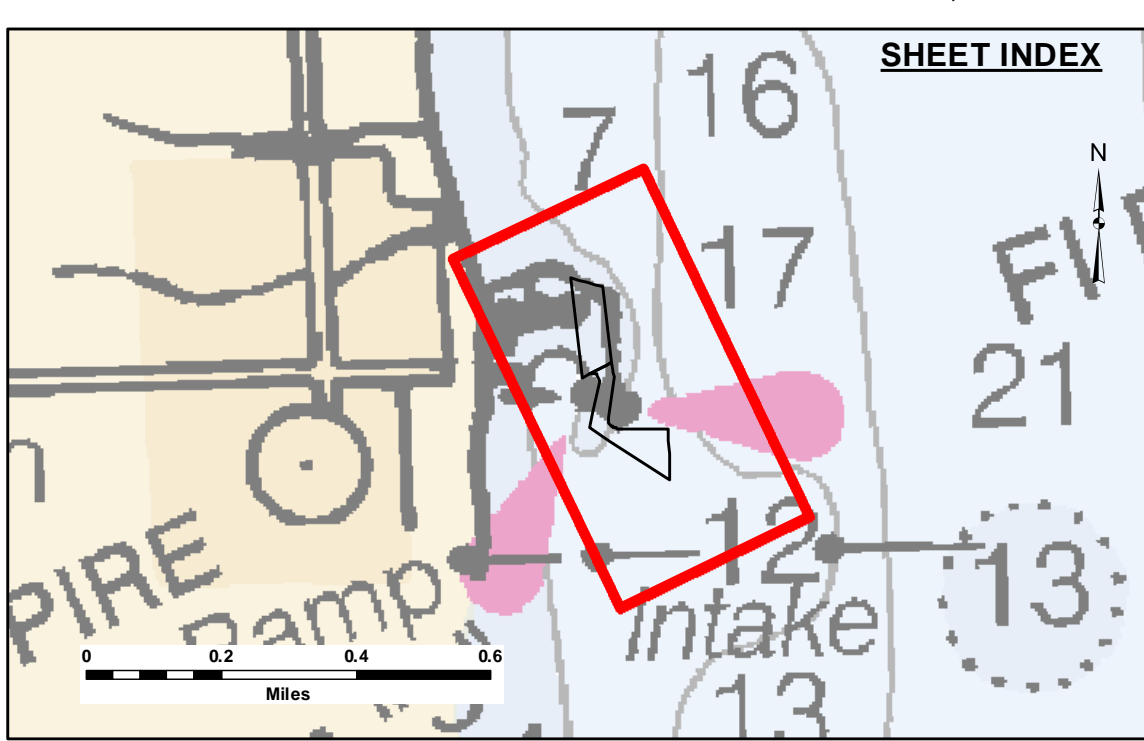 SHEET INDEX
16
7
N
17
21
PIRE
Ramp
12
13
Intake
0 0.2 0.4 0.6
Miles
13